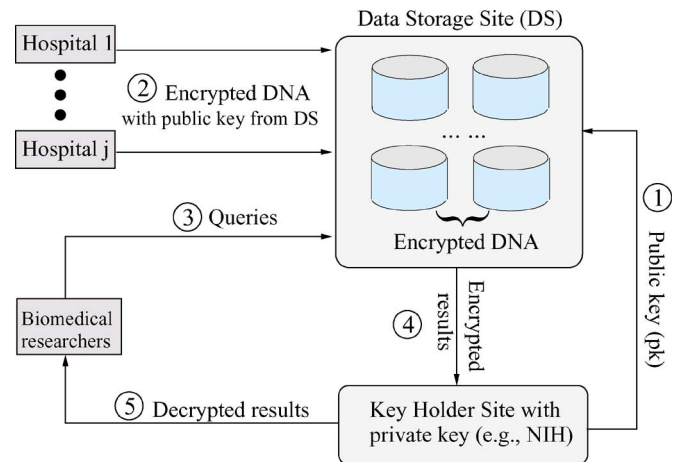 Data Storage Site (DS)
Hospital 1
② Encrypted DNA
with public key from DS
Hospital j
... ...
Encrypted DNA
③ Queries
① Public key (pk)
④ Encrypted
results
Biomedical
researchers
⑤ Decrypted results
Key Holder Site with
private key (e.g., NIH)